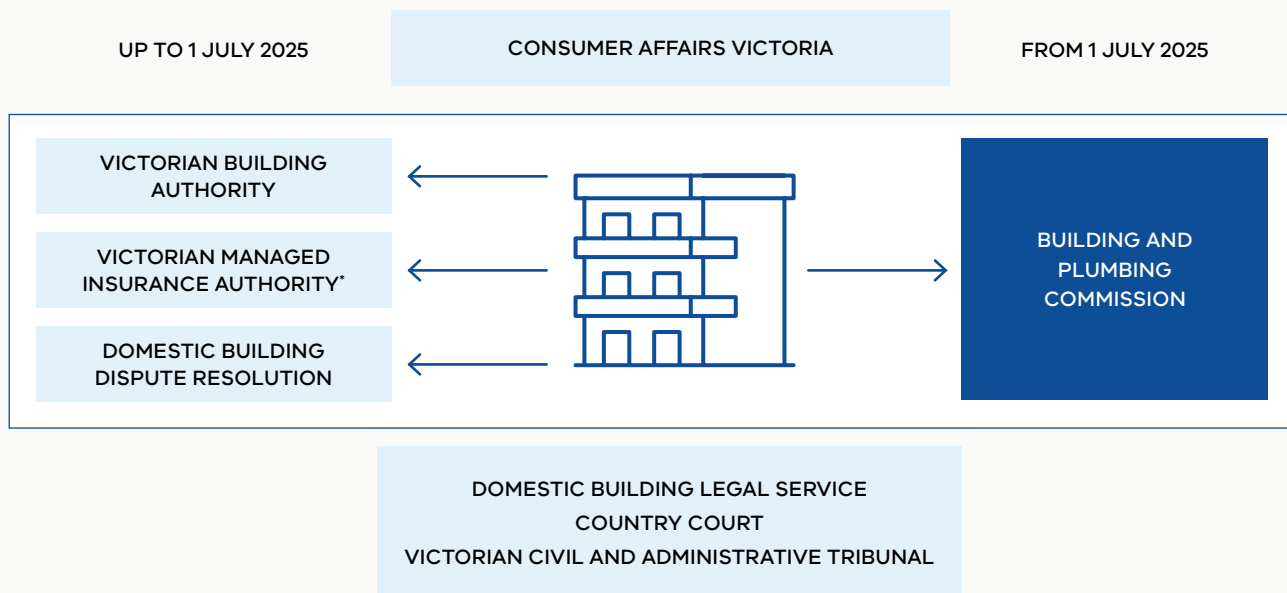 UP TO 1 JULY 2025
CONSUMER AFFAIRS VICTORIA
FROM 1 JULY 2025
VICTORIAN BUILDING
AUTHORITY
VICTORIAN MANAGED
INSURANCE AUTHORITY*
DOMESTIC BUILDING
DISPUTE RESOLUTION
BUILDING AND
PLUMBING
COMMISSION
DOMESTIC BUILDING LEGAL SERVICE
COUNTRY COURT
VICTORIAN CIVIL AND ADMINISTRATIVE TRIBUNAL